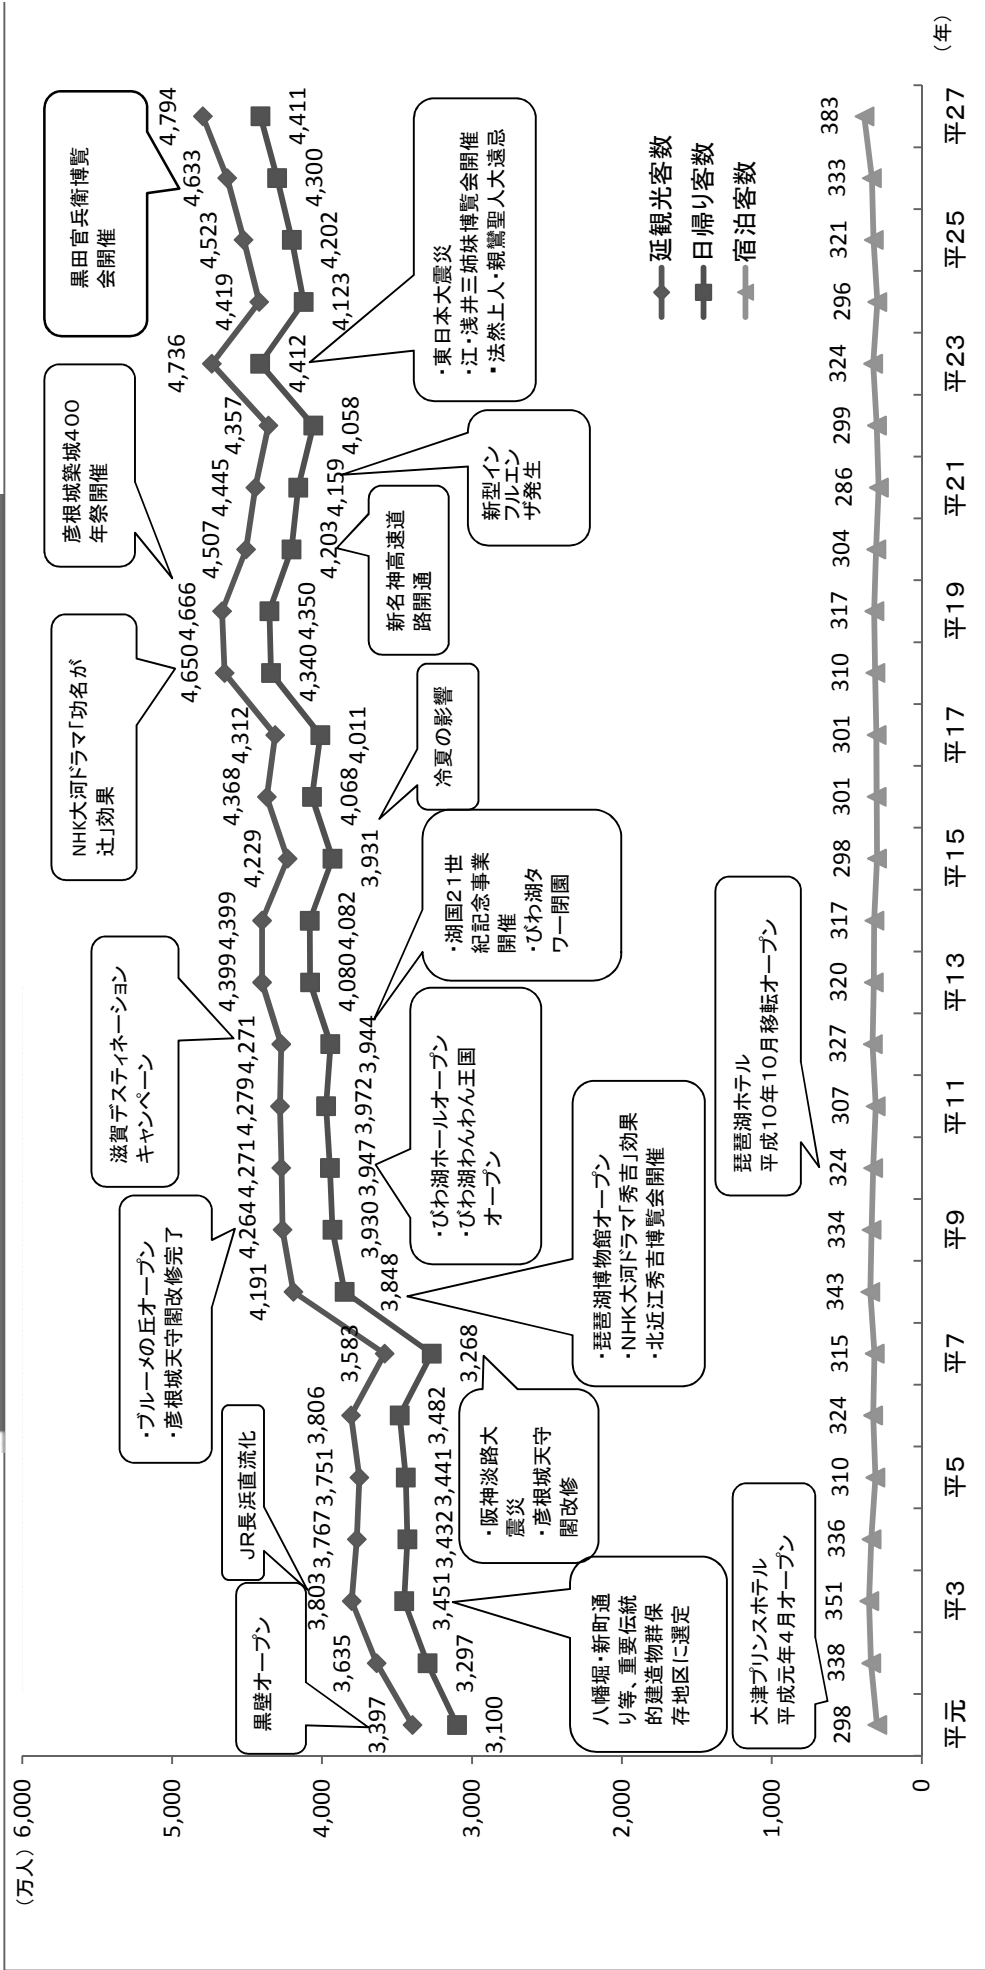 （万人）
6,000
5,000
4,000
3,000
2,000
1,000
0
黒壁オープン
JR長浜直流化
・ブルーメの丘オープン
・彦根城天守閣改修完了
滋賀デスティネーション
キャンペーン
NHK大河ドラマ「功名が
辻」効果
彦根城築城４００
年祭開催
黒田官兵衛博覧
会開催
3,397
3,635
3,803
3,767
3,751
3,806
3,583
4,191
4,264
4,271
4,279
4,271
4,399
4,399
4,229
4,368
4,312
4,650
4,666
4,507
4,445
4,357
4,736
4,419
4,523
4,633
4,794
3,100
3,297
3,451
3,432
3,441
3,482
3,268
3,848
3,930
3,947
3,972
3,944
4,080
4,082
3,931
4,068
4,011
4,340
4,350
4,203
4,159
4,058
4,412
4,123
4,202
4,300
4,411
八幡堀・新町通
り等、重要伝統
的建造物群保
存地区に選定
・阪神淡路大
震災
・彦根城天守
閣改修
・琵琶湖博物館オープン
・NHK大河ドラマ「秀吉」効果
・北近江秀吉博覧会開催
・びわ湖ホールオープン
・びわ湖わんわん王国
オープン
・湖国２１世
紀記念事業
開催
・びわ湖タ
ワー閉園
冷夏の影響
新名神高速道
路開通
新型イン
フルエン
ザ発生
・東日本大震災
・江・浅井三姉妹博覧会開催
・法然上人・親鸞聖人大遠忌
延観光客数
日帰り客数
宿泊客数
大津プリンスホテル
平成元年４月オープン
琵琶湖ホテル
平成１０年１０月移転オープン
298
338
351
336
310
324
315
343
334
324
307
327
320
317
298
301
301
310
317
304
286
299
324
296
321
333
383
平元
平３
平５
平７
平９
平１１
平１３
平１５
平１７
平１９
平２１
平２３
平２５
平２７
（年）